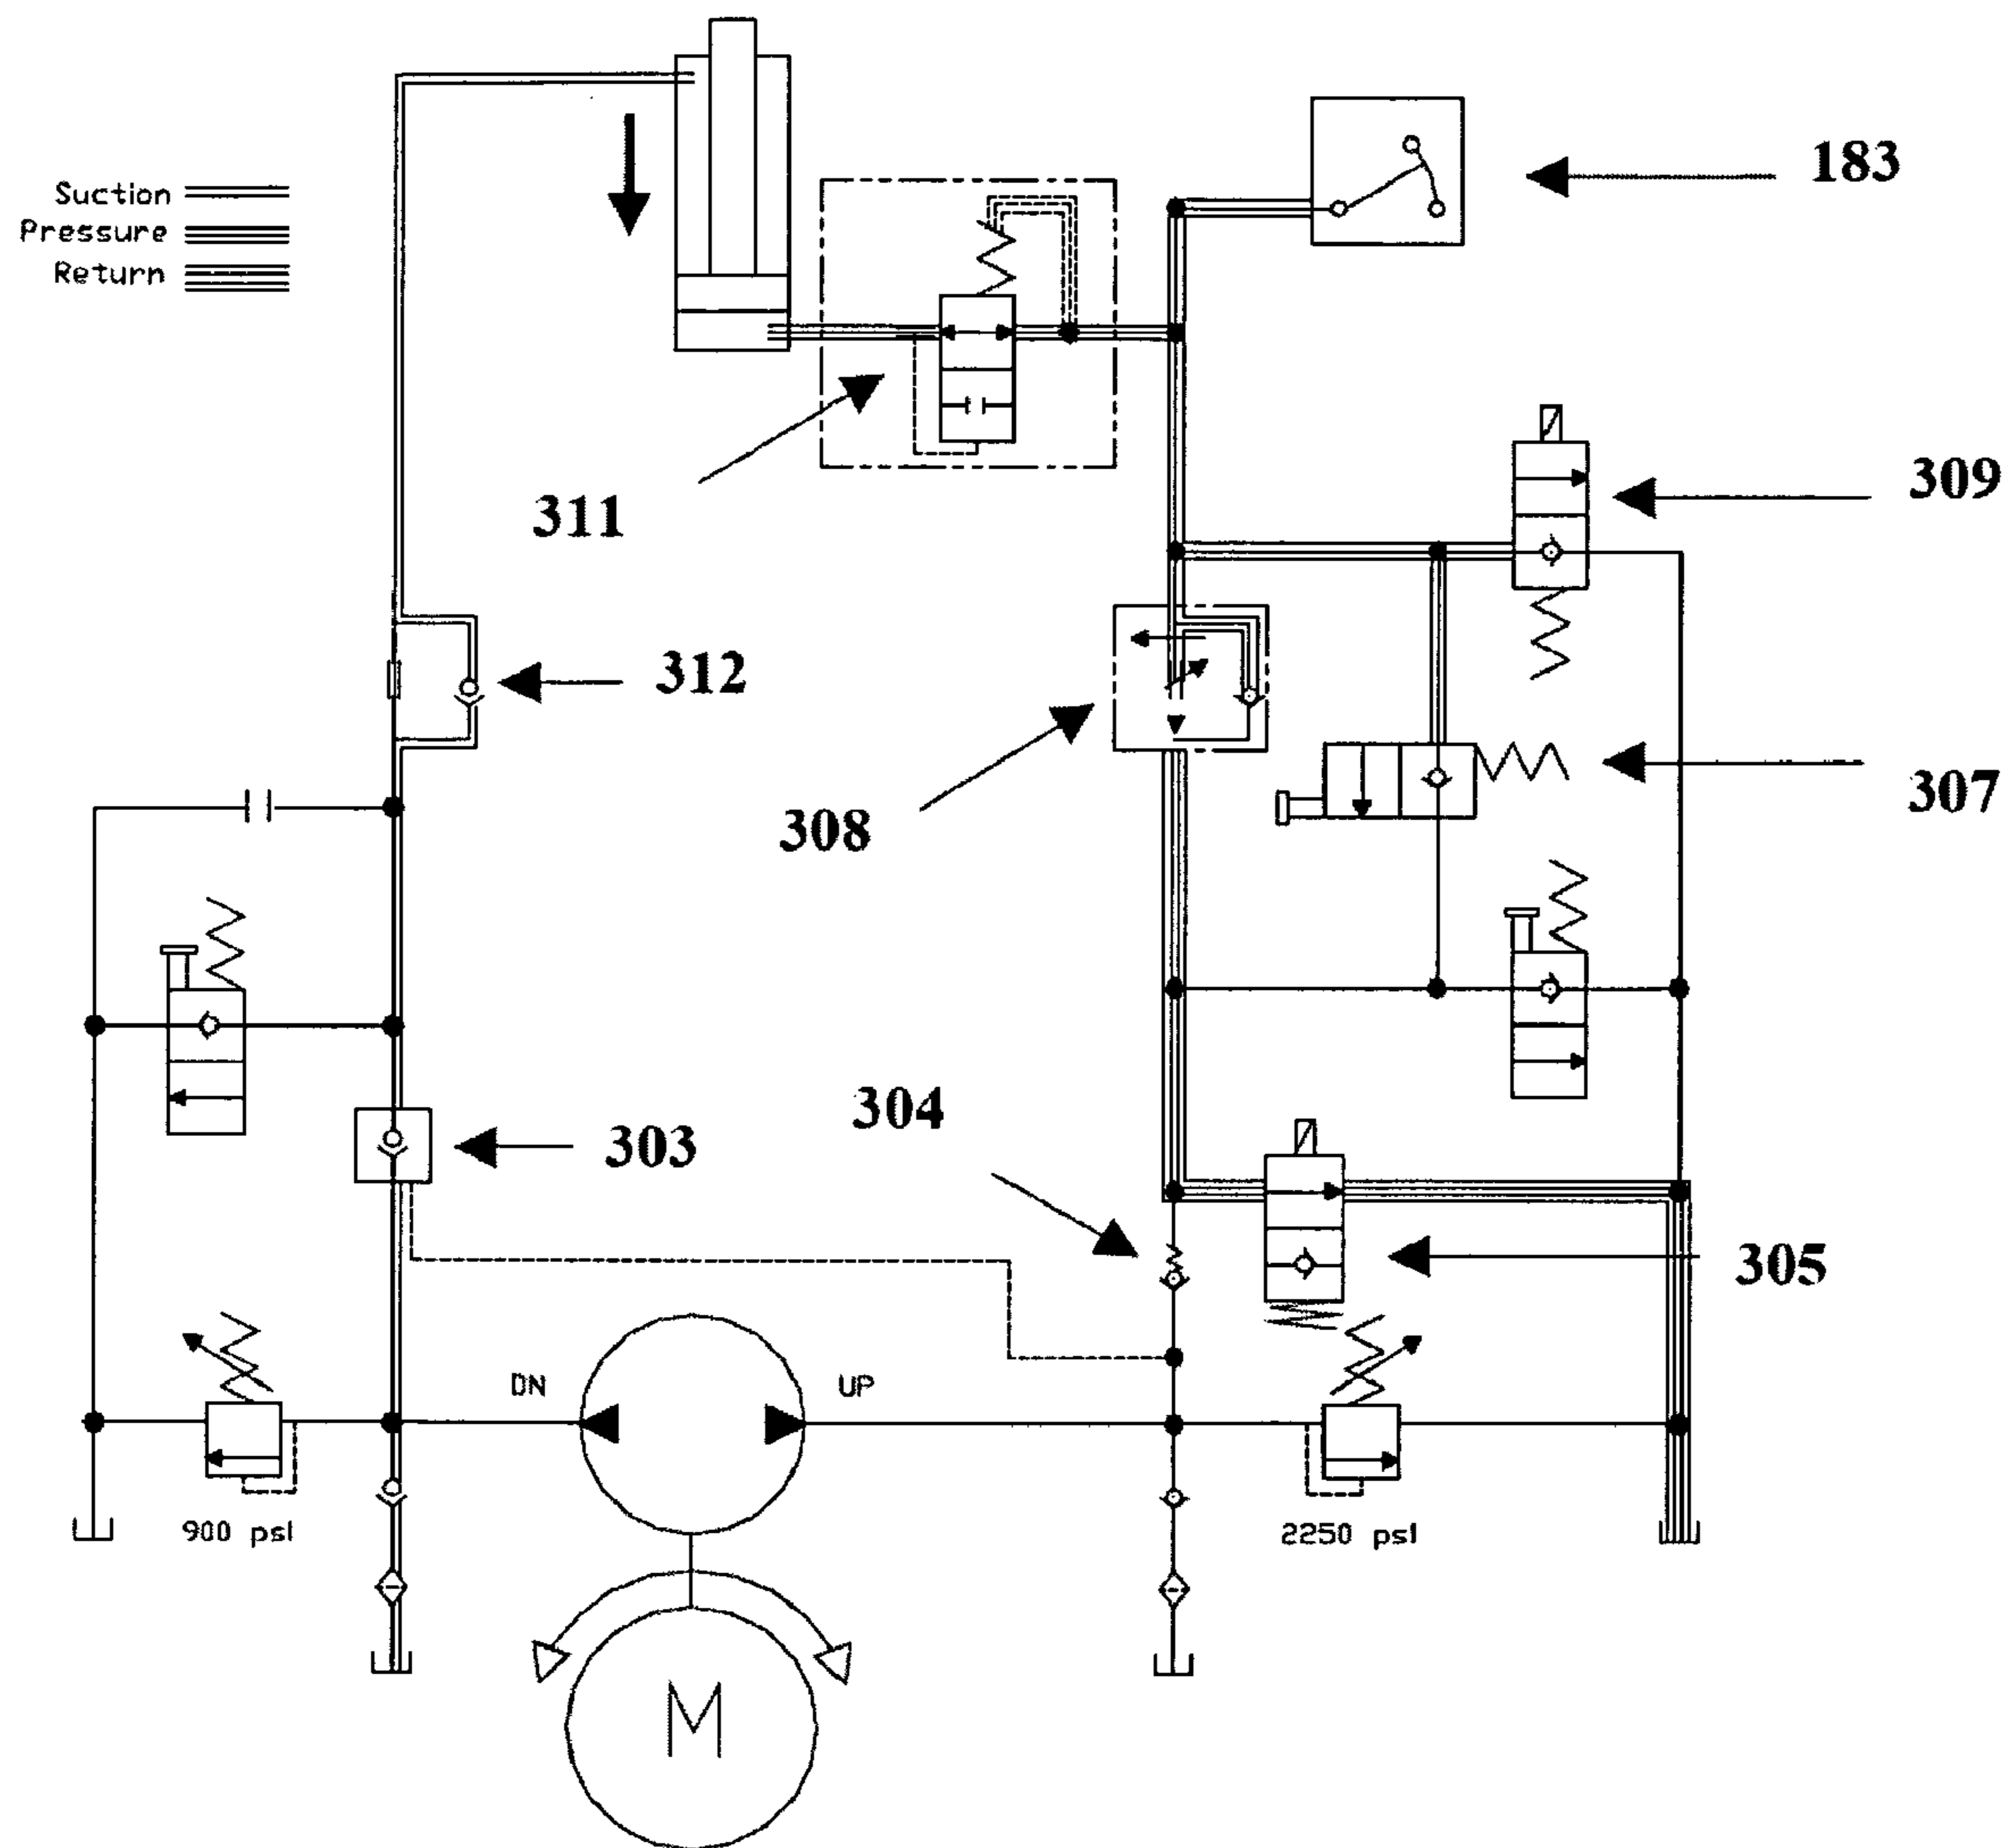 183
Suction
Pressure
Return
309
311
312
307
308
304
303
305
DN
UP
900 psi
2250 psi
M